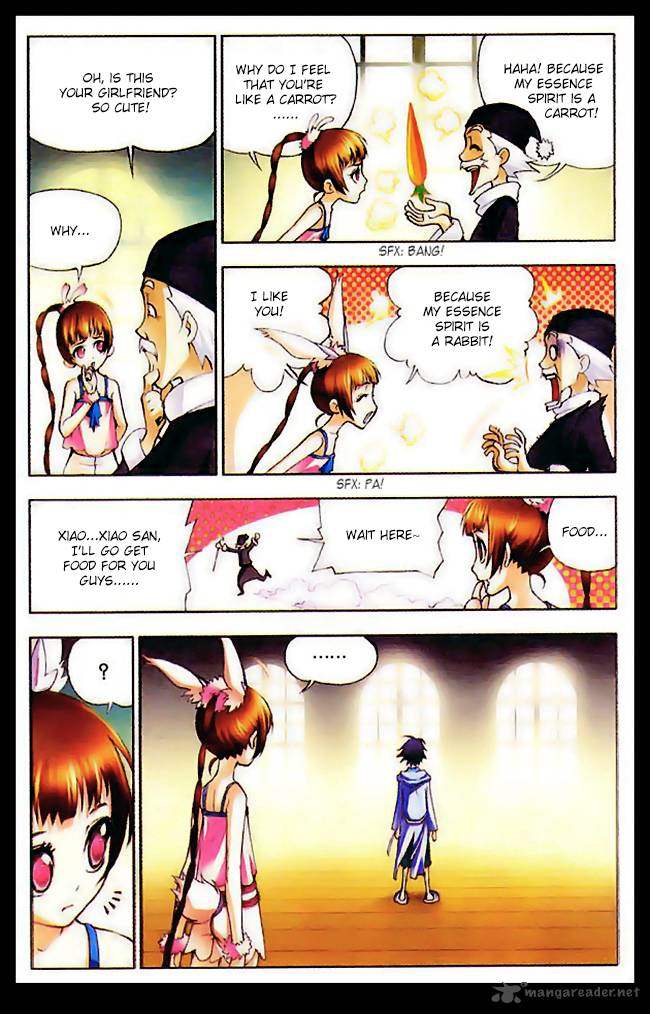 OH, IS THIS
YOUR GIRLFRIEND?
SO CUTE!
WHY...
WHY DO I FEEL
THAT YOU'RE
LIKE A CARROT?
......
HAHA! BECAUSE
MY ESSENCE
SPIRIT IS A
CARROT!
SFX: BANG!
I LIKE
YOU!
BECAUSE
MY ESSENCE
SPIRIT IS
A RABBIT!
SFX: PA!
XIAO...XIAO SAN,
I'LL GO GET
FOOD FOR YOU
GUYS......
WAIT HERE~
FOOD...
?
......
mangareader.net